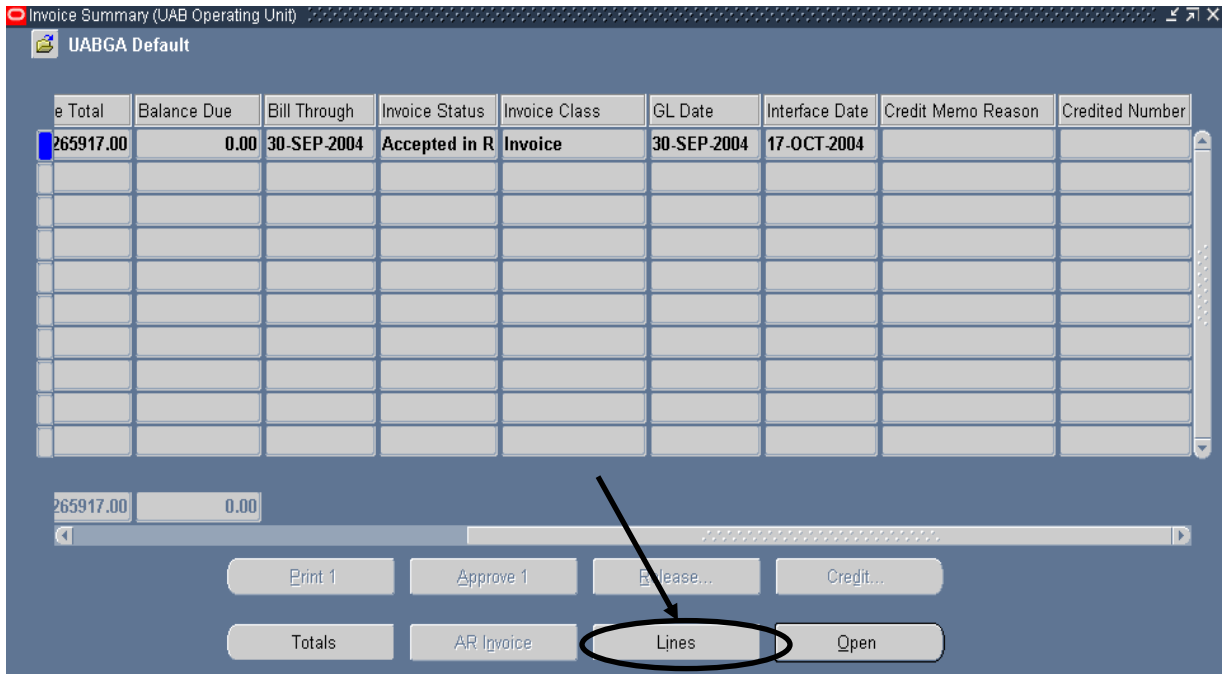 Invoice Summary (UAB Operating Unit)
UABGA Default
e Total Balance Due Bill Through Invoice Status Invoice Class GL Date Interface Date Credit Memo Reason Credited Number
265917.00 0.00 30-SEP-2004 Accepted in R Invoice 30-SEP-2004 17-OCT-2004
265917.00 0.00
Print 1 Approve 1 Release... Credit...
Totals AR Invoice Lines Open